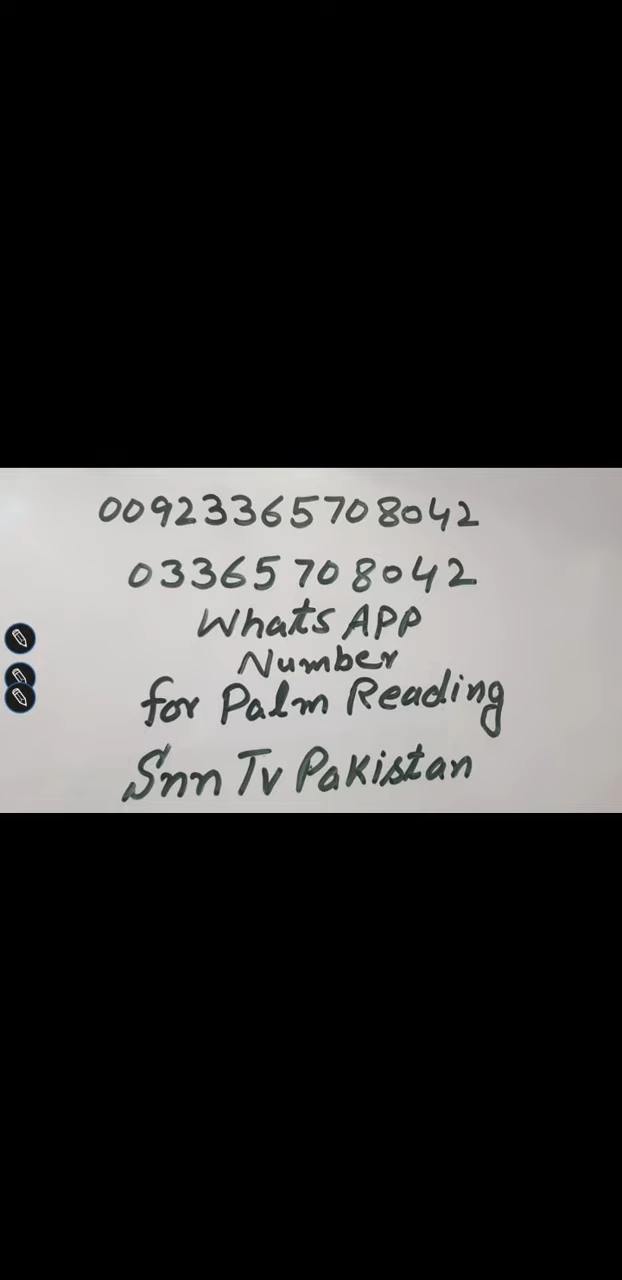 00923365708042
03365708042
Whats APP
Number
for Palm Reading
Snn Tv Pakistan